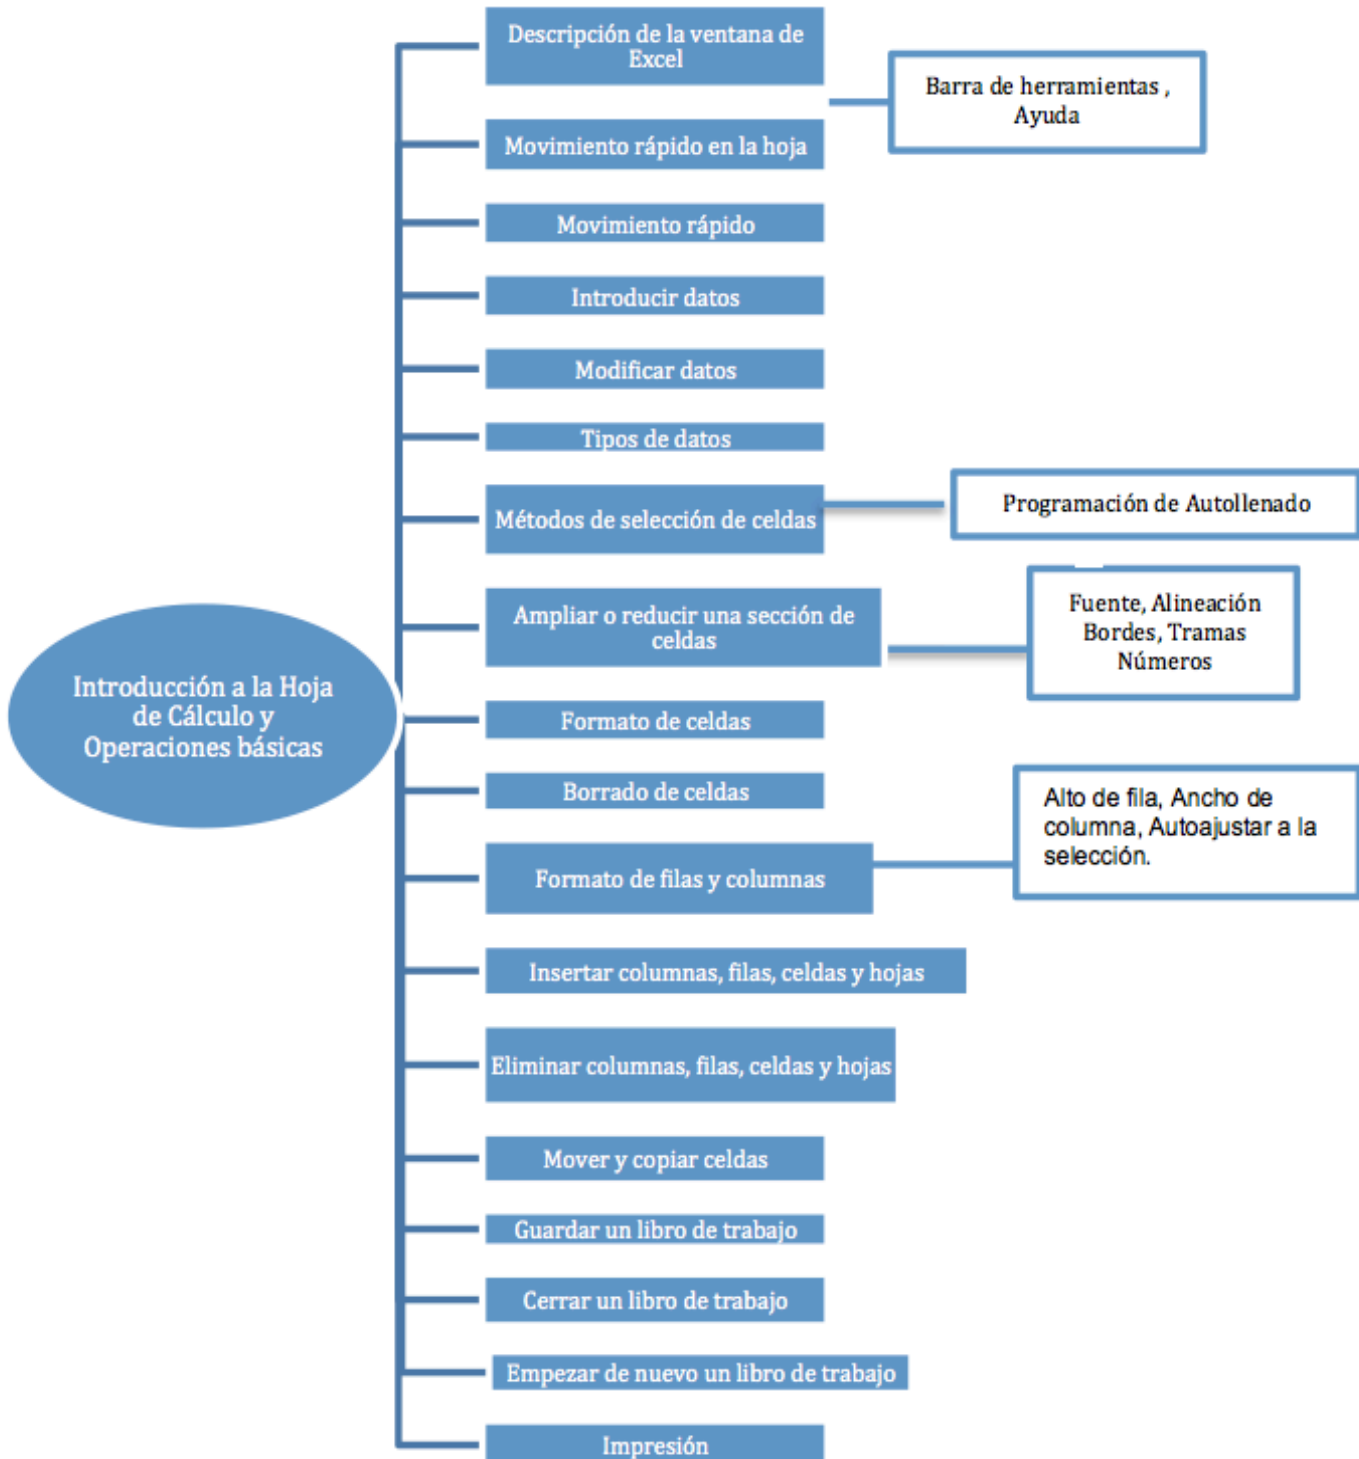 Descripción de la ventana de
Excel
Barra de herramientas ,
Ayuda
Movimiento rápido en la hoja
Movimiento rápido
Introducir datos
Modificar datos
Tipos de datos
Métodos de selección de celdas
Programación de Autollenado
Ampliar o reducir una sección de
celdas
Fuente, Alineación
Bordes, Tramas
Números
Introducción a la Hoja
de Cálculo y
Operaciones básicas
Formato de celdas
Borrado de celdas
Formato de filas y columnas
Alto de fila, Ancho de
columna, Autoajustar a la
selección.
Insertar columnas, filas, celdas y hojas
Eliminar columnas, filas, celdas y hojas
Mover y copiar celdas
Guardar un libro de trabajo
Cerrar un libro de trabajo
Empezar de nuevo un libro de trabajo
Impresión